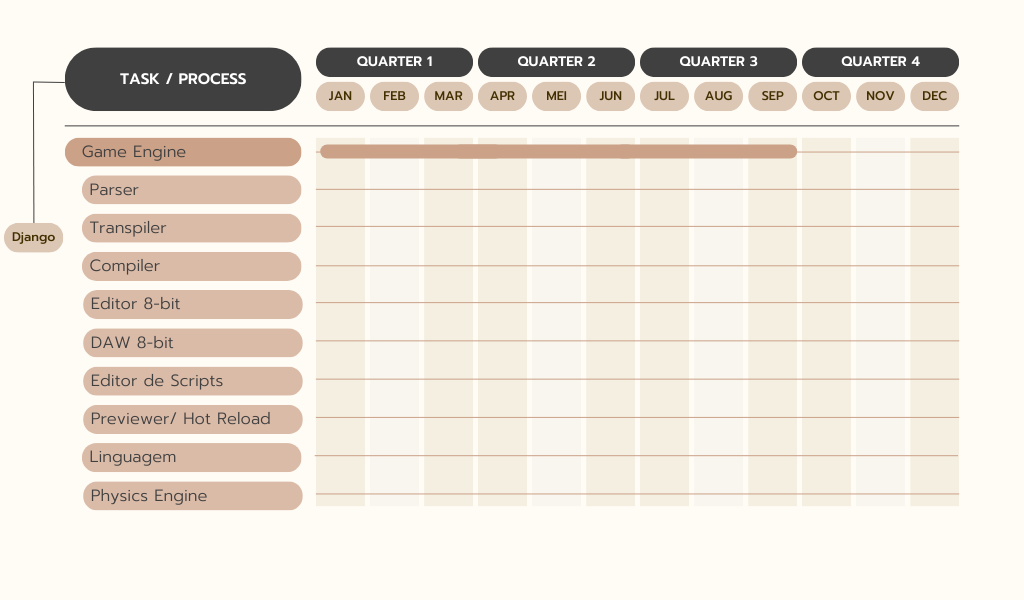 TASK / PROCESS
QUARTER 1 QUARTER 2 QUARTER 3 QUARTER 4
JAN FEB MAR APR MEI JUN JUL AUG SEP OCT NOV DEC
Game Engine
Parser
Transpiler
Django
Compiler
Editor 8-bit
DAW 8-bit
Editor de Scripts
Previewer/ Hot Reload
Linguagem
Physics Engine